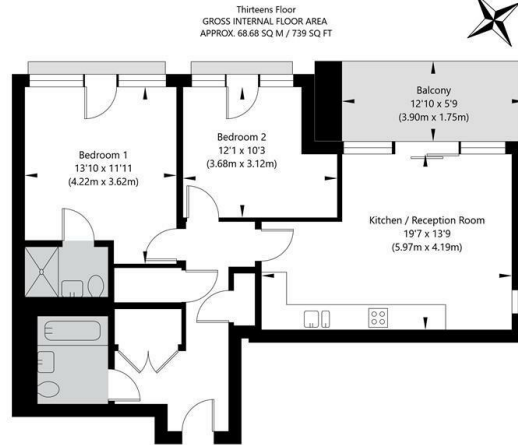 Thirteens Floor
GROSS INTERNAL FLOOR AREA
APPROX. 68.68 SQ M / 739 SQ FT
Balcony
12'10 x 5'9
(3.90m x 1.75m)
Bedroom 1
13'10 x 11'11
(4.22m x 3.62m)
Bedroom 2
12'1 x 10'3
(3.68m x 3.12m)
Kitchen / Reception Room
19'7 x 13'9
(5.97m x 4.19m)